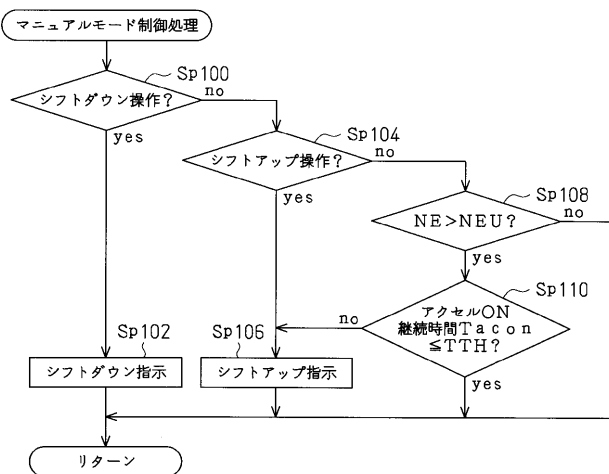 マニュアルモード制御処理
Sp100
シフトダウン操作?
no
yes
Sp104
シフトアップ操作?
no
yes
Sp108
NE>NEU?
no
yes
Sp110
アクセルON
継続時間Tacon
≦TTH?
no
yes
Sp102
シフトダウン指示
Sp106
シフトアップ指示
リターン